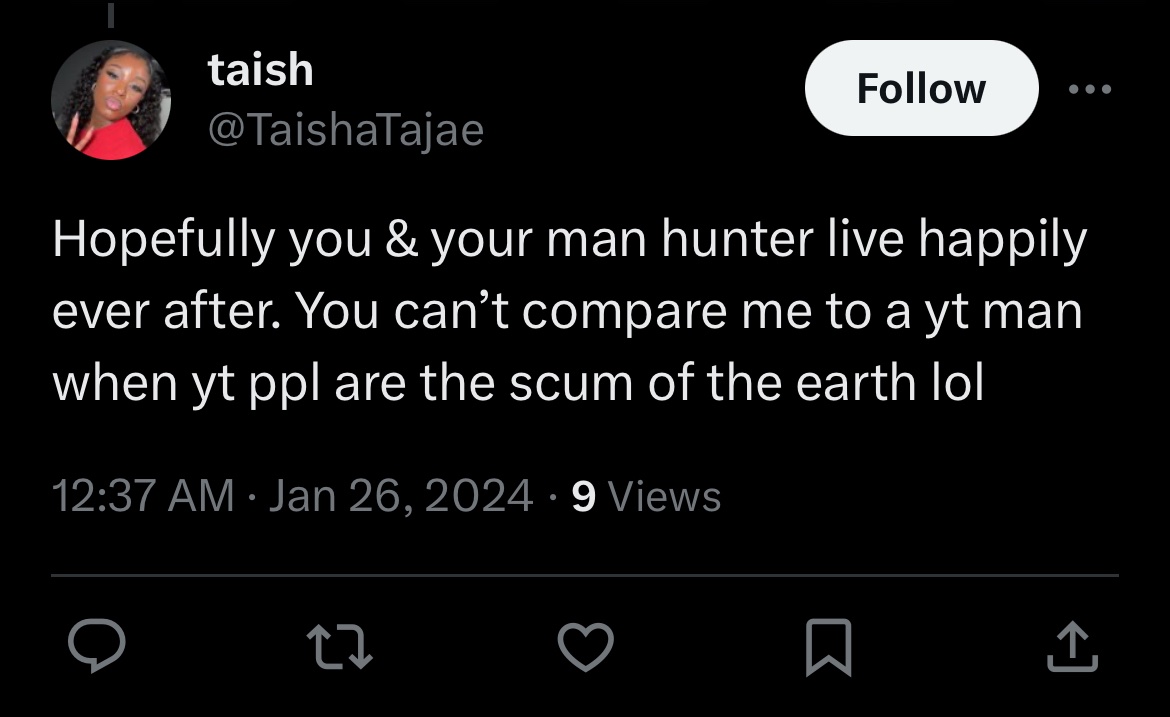 taish
@TaishaTajae
Follow
Hopefully you & your man hunter live happily
ever after. You can’t compare me to a yt man
when yt ppl are the scum of the earth lol
12:37 AM · Jan 26, 2024 · 9 Views